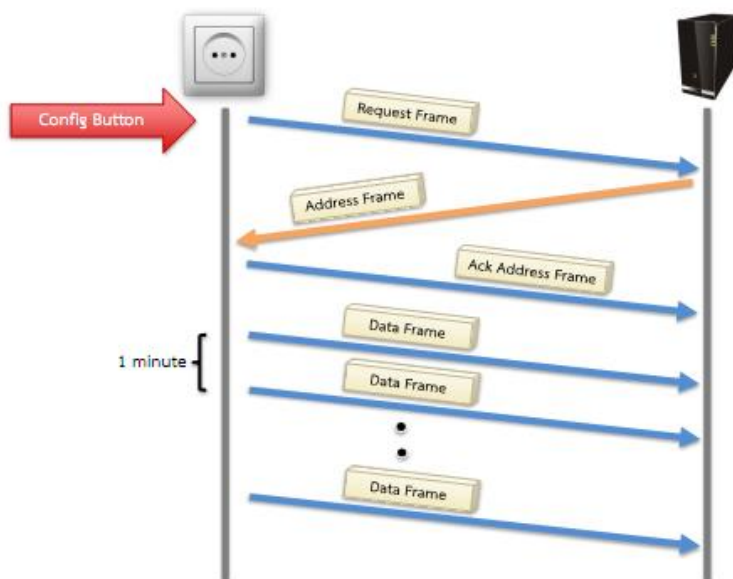 Config Button
Request Frame
Address Frame
Ack Address Frame
Data Frame
1 minute
Data Frame
Data Frame